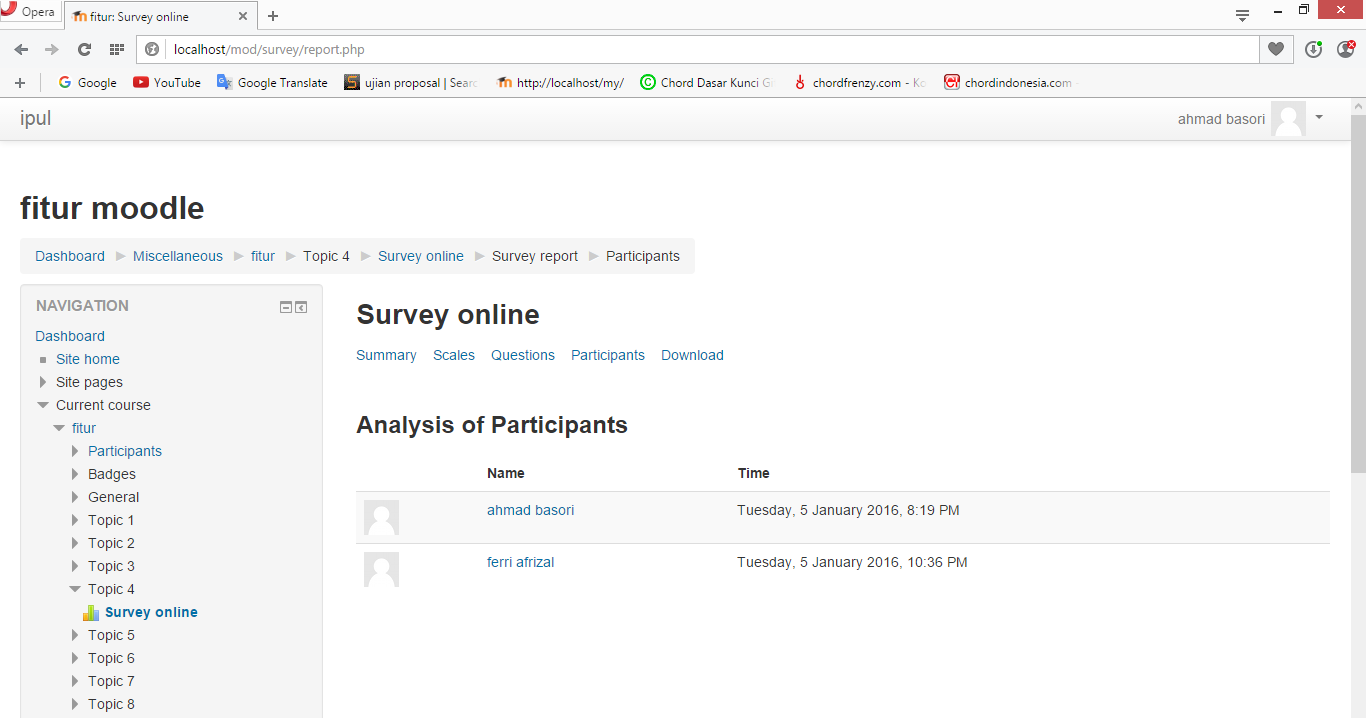 Opera
fitur: Survey online
localhost/mod/survey/report.php
Google YouTube Google Translate ujian proposal | Sear http://localhost/my/ Chord Dasar Kunci G chordfrenzy.com - Ko chordindonesia.com -
ipul ahmad basori
fitur moodle
Dashboard Miscellaneous fitur Topic 4 Survey online Survey report Participants
NAVIGATION
Dashboard
Site home
Site pages
Current course
fitur
Participants
Badges
General
Topic 1
Topic 2
Topic 3
Topic 4
Survey online
Topic 5
Topic 6
Topic 7
Topic 8
Survey online
Summary Scales Questions Participants Download
Analysis of Participants
Name Time
ahmad basori Tuesday, 5 January 2016, 8:19 PM
ferri afrizal Tuesday, 5 January 2016, 10:36 PM